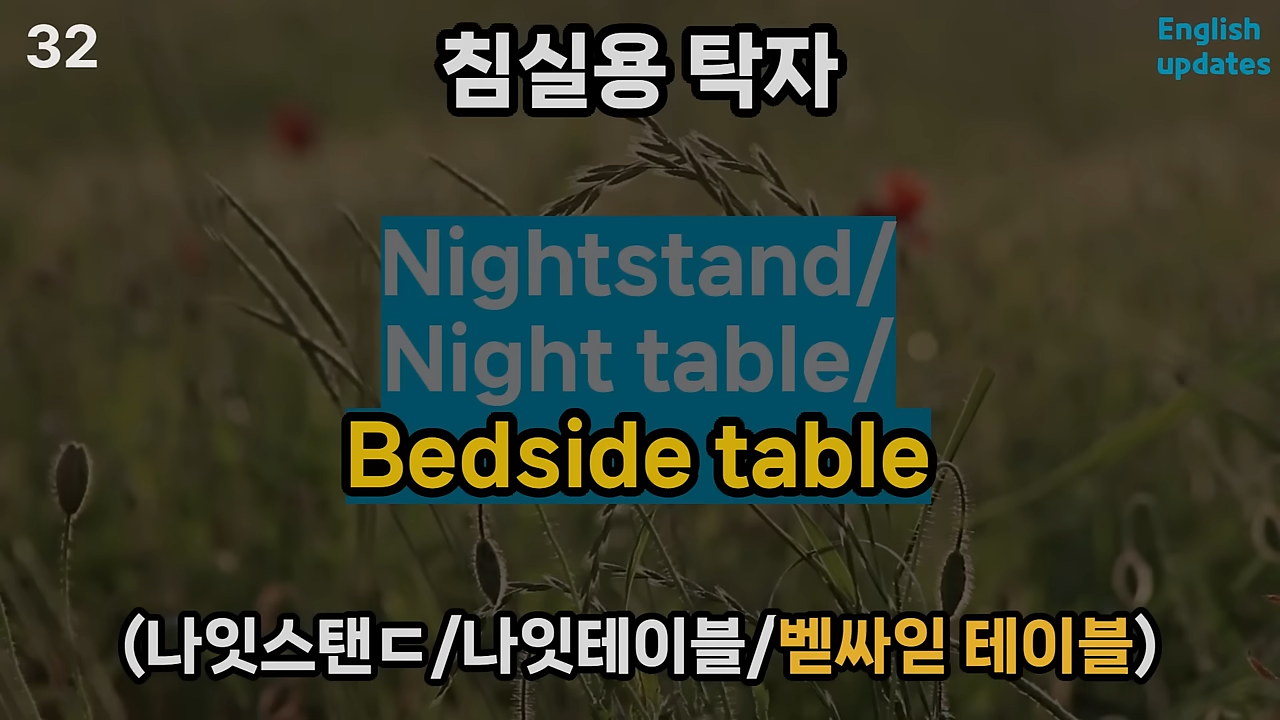 32
침실용 탁자
English
updates
Nightstand/
Night table/
Bedside table
(나잇스탠ㄷ/나잇테이블/벧싸읻 테이블)